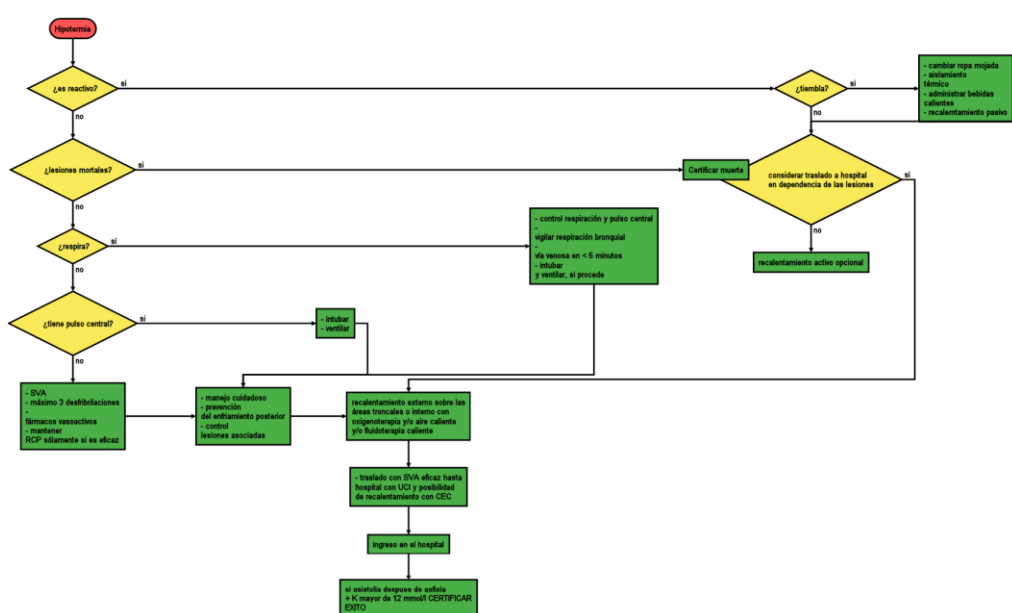 Hipotermia
¿es reactivo?
si
¿tiembla?
si
- cambiar ropa mojada
- aislamiento
térmico
- administrar bebidas
calientes
- recalemtamiento pasivo
no
no
¿lesiones mortales?
si
Certificar muerte
considerar traslado a hospital
en dependencia de las lesiones
si
no
no
¿respira?
si
- control respiración y pulso central
-
vigilar respiración bronquial
-
vía venosa en < 5 minutos
- intubar
y ventilar, si procede
recalentamiento activo opcional
no
¿tiene pulso central?
si
- intubar
- ventilar
no
- SVA
- máximo 3 desfribrilaciones
-
fármacos vasoactivos
- mantener
RCP sólamente si es eficaz
- manejo cuidadoso
- prevención
del enfriamiento posterior
- control
lesiones asociadas
recalentamiento externo sobre las
áreas troncales o interno con
oxigenoterapia y/o aire caliente
y/o fluidoterapia caliente
- traslado con SVA eficaz hasta
hospital con UCI y posibilidad
de recalentamiento con CEC
ingreso en el hospital
si asistolis despues de asfixia
+ K mayor de 12 mmol/l CERTIFICAR
EXITO